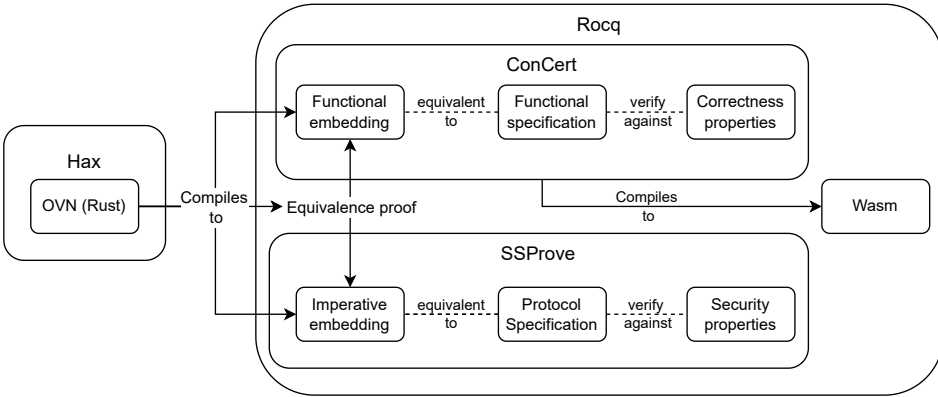 Rocq
ConCert
Functional
embedding
equivalent
to
Functional
specification
verify
against
Correctness
properties
Hax
OVN (Rust)
Compiles
to
Equivalence proof
Compiles
to
Wasm
SSProve
Imperative
embedding
equivalent
to
Protocol
Specification
verify
against
Security
properties